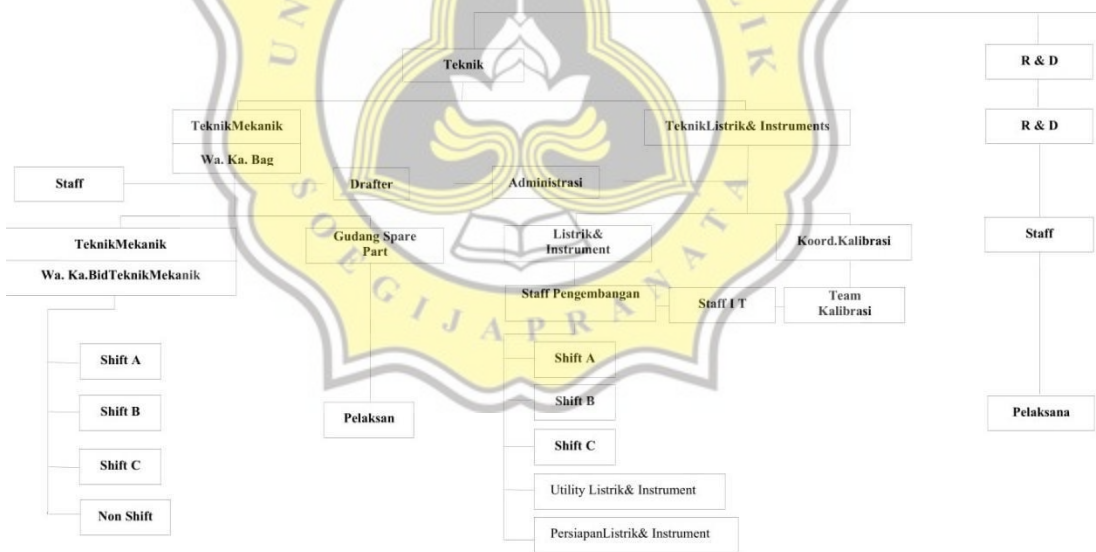 Teknik
R & D
TeknikMekanik
Wa. Ka. Bag
TeknikListrik& Instruments
R & D
Staff
Drafter
Administrasi
TeknikMekanik
Wa. Ka.BidTeknikMekanik
Gudang Spare
Part
Listrik&
Instrument
Koord.Kalibrasi
Staff
Staff Pengembangan
Staff I T
Team
Kalibrasi
Shift A
Shift B
Shift C
Non Shift
Pelaksan
Shift A
Shift B
Shift C
Utility Listrik& Instrument
PersiapanListrik& Instrument
Pelaksana
SOEGIJAPRANATA